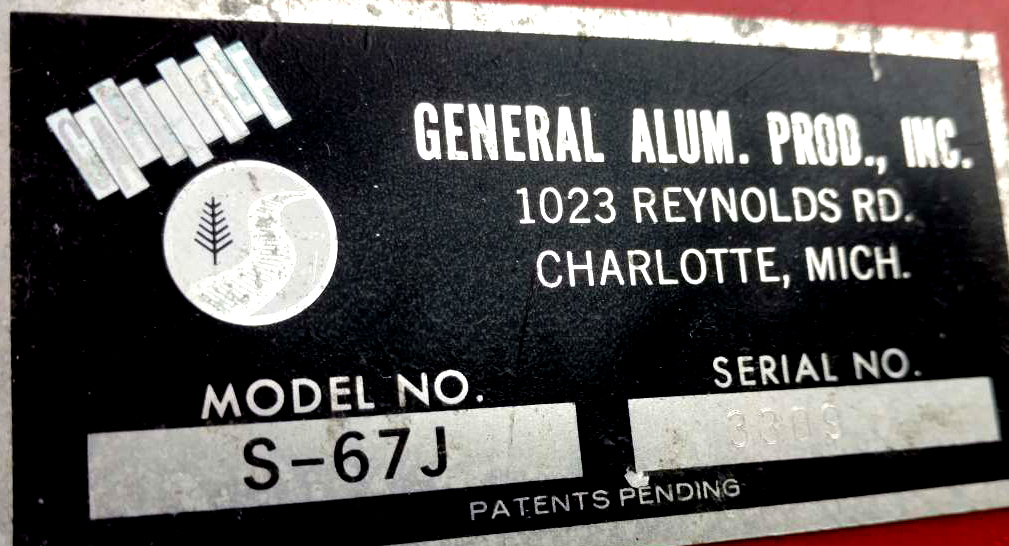 GENERAL ALUM. PROD., INC.
1023 REYNOLDS RD.
CHARLOTTE, MICH.
MODEL NO.
S-67J
SERIAL NO.
PATENTS PENDING